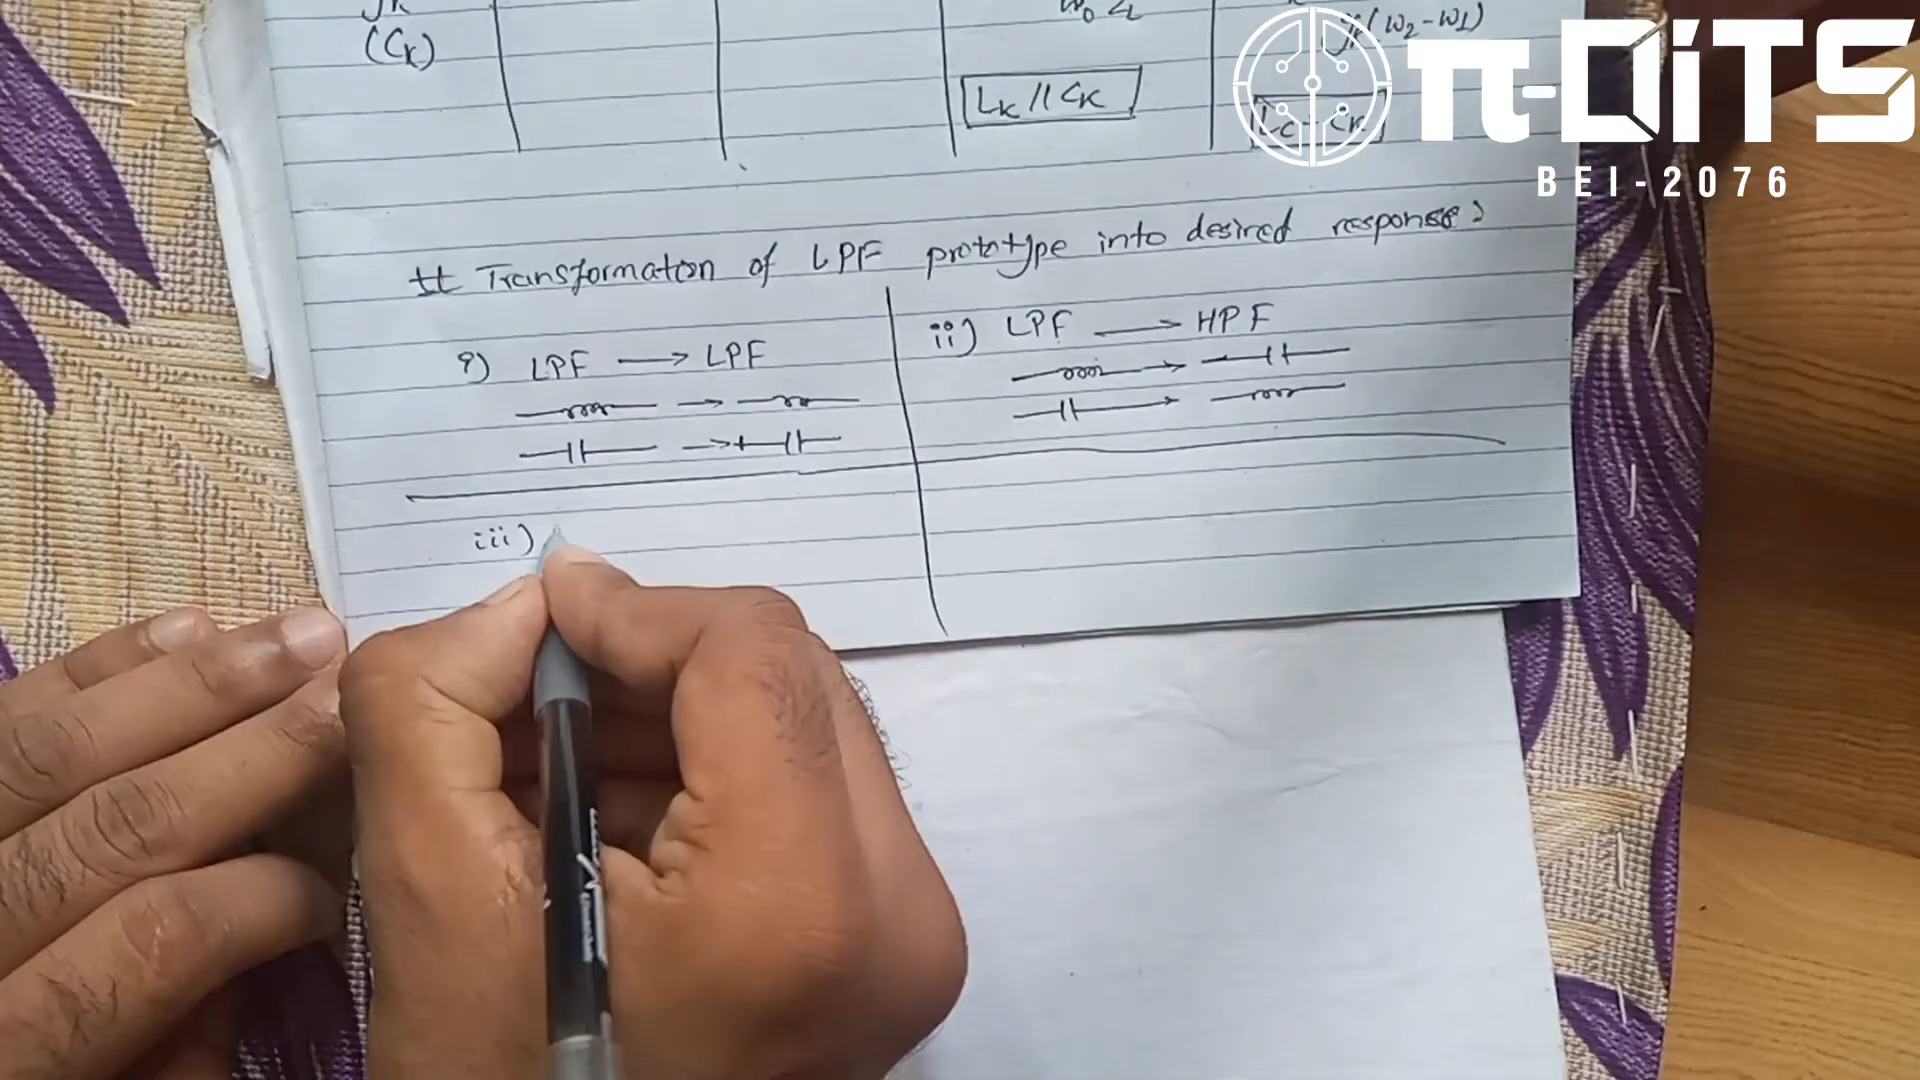 (CK)
(ω2-ω1)
LK // CK
π-DiTS
BEI-2076
# Transformaton of LPF prototype into desired response:
i) LPF → LPF
ii) LPF → HPF
iii)